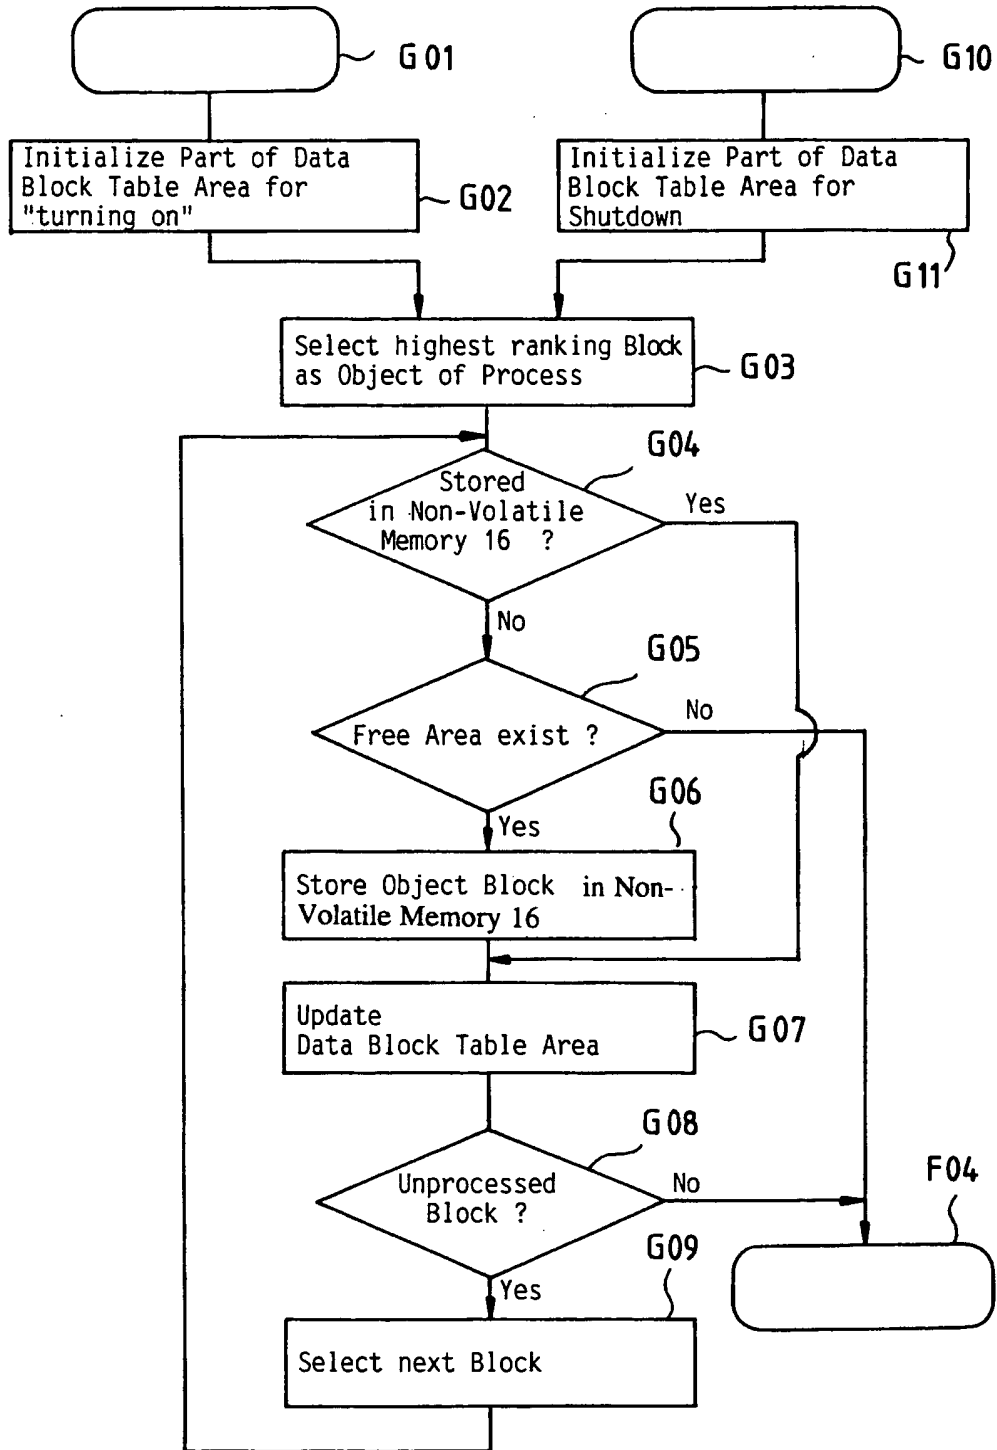 G01
G10
Initialize Part of Data
Block Table Area for
"turning on"
G02
Initialize Part of Data
Block Table Area for
Shutdown
G11
Select highest ranking Block
as Object of Process
G03
G04
Stored
in Non-Volatile
Memory 16 ?
Yes
No
G05
Free Area exist ?
No
G06
Yes
Store Object Block in Non-
Volatile Memory 16
Update
Data Block Table Area
G07
G08
Unprocessed
Block ?
No
F04
G09
Yes
Select next Block